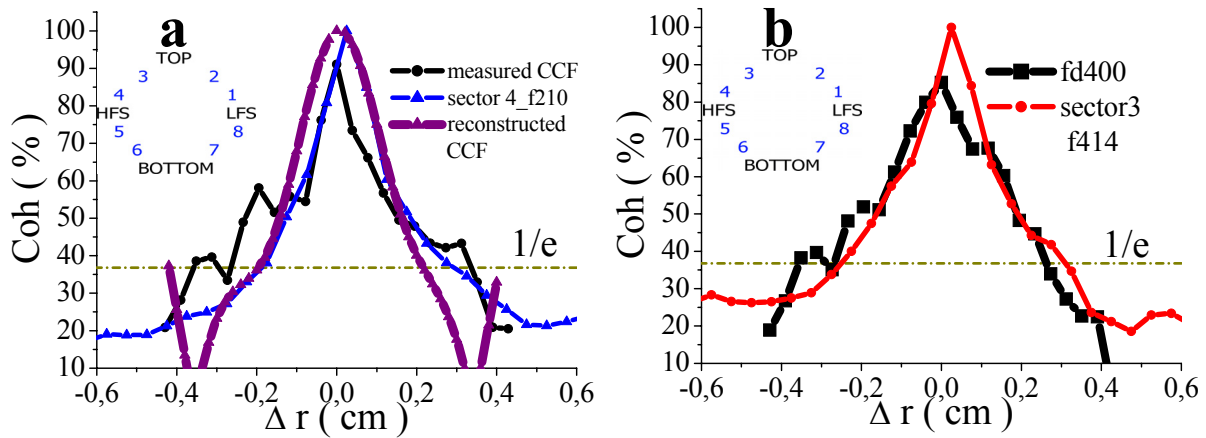 a
100
90
80
70
60
50
40
30
20
10
Coh ( % )
TOP
3 2
4 1
HFS LFS
5 8
6 7
BOTTOM
measured CCF
sector 4_f210
reconstructed
CCF
1/e
-0,6 -0,4 -0,2 0,0 0,2 0,4 0,6
Δ r ( cm )
b
100
90
80
70
60
50
40
30
20
10
Coh ( % )
TOP
3 2
4 1
HFS LFS
5 8
6 7
BOTTOM
fd400
sector3
f414
1/e
-0,6 -0,4 -0,2 0,0 0,2 0,4 0,6
Δ r ( cm )